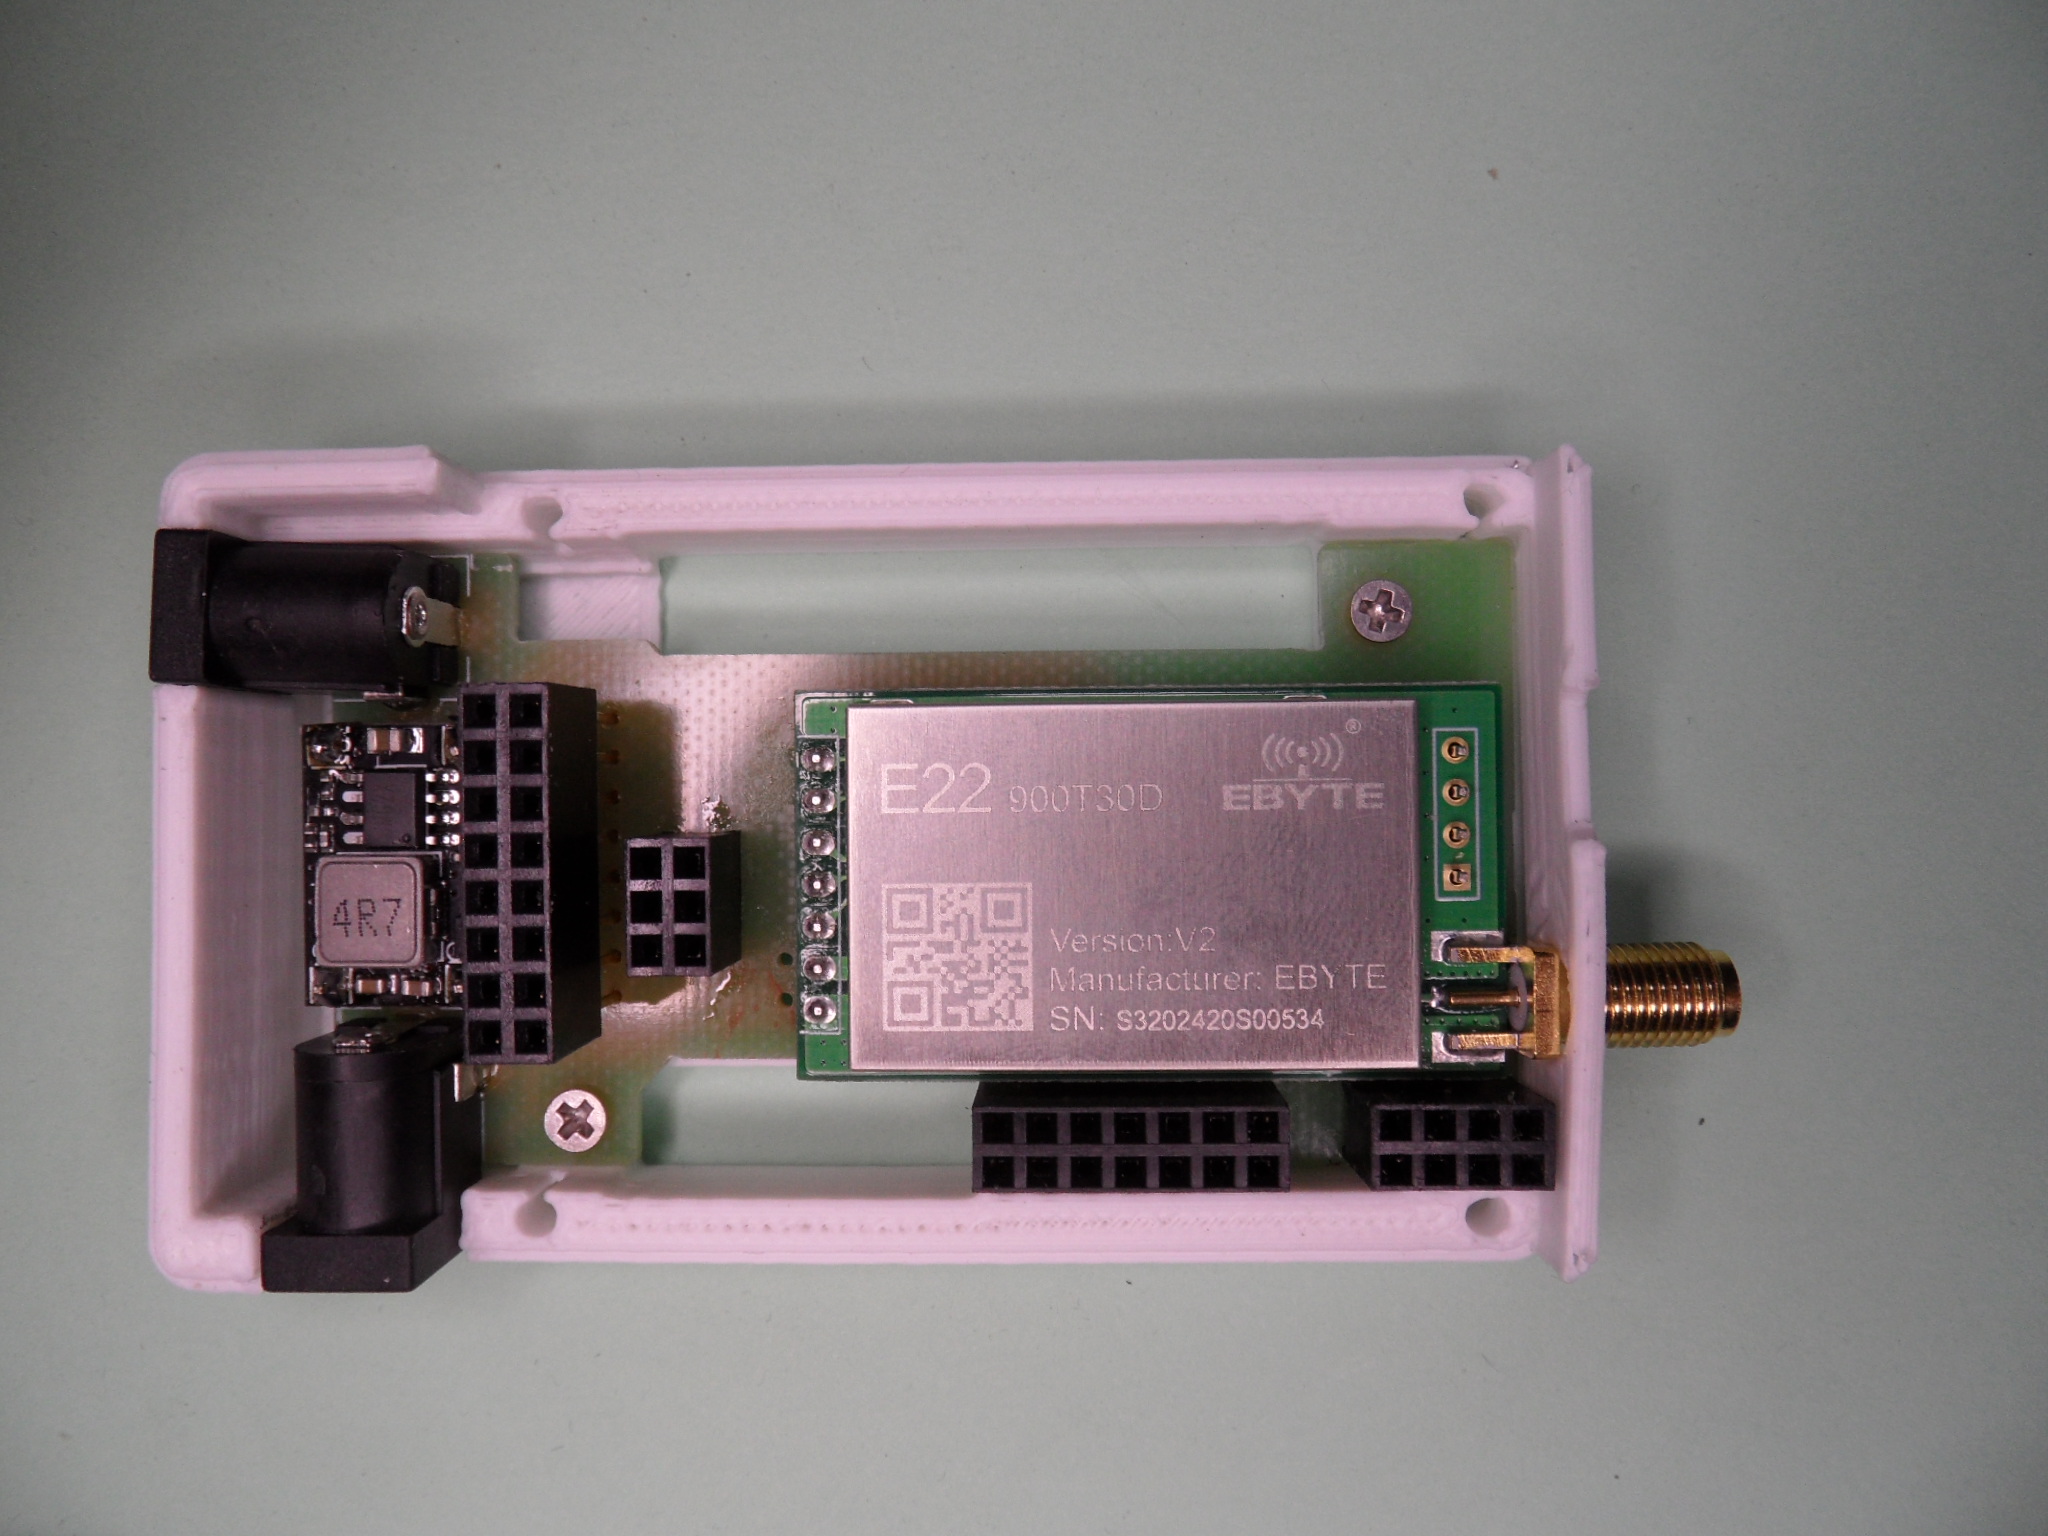 4R7
E22 900T30D
®
EBYTE
Version:V2
Manufacturer: EBYTE
SN: S3202420S00534